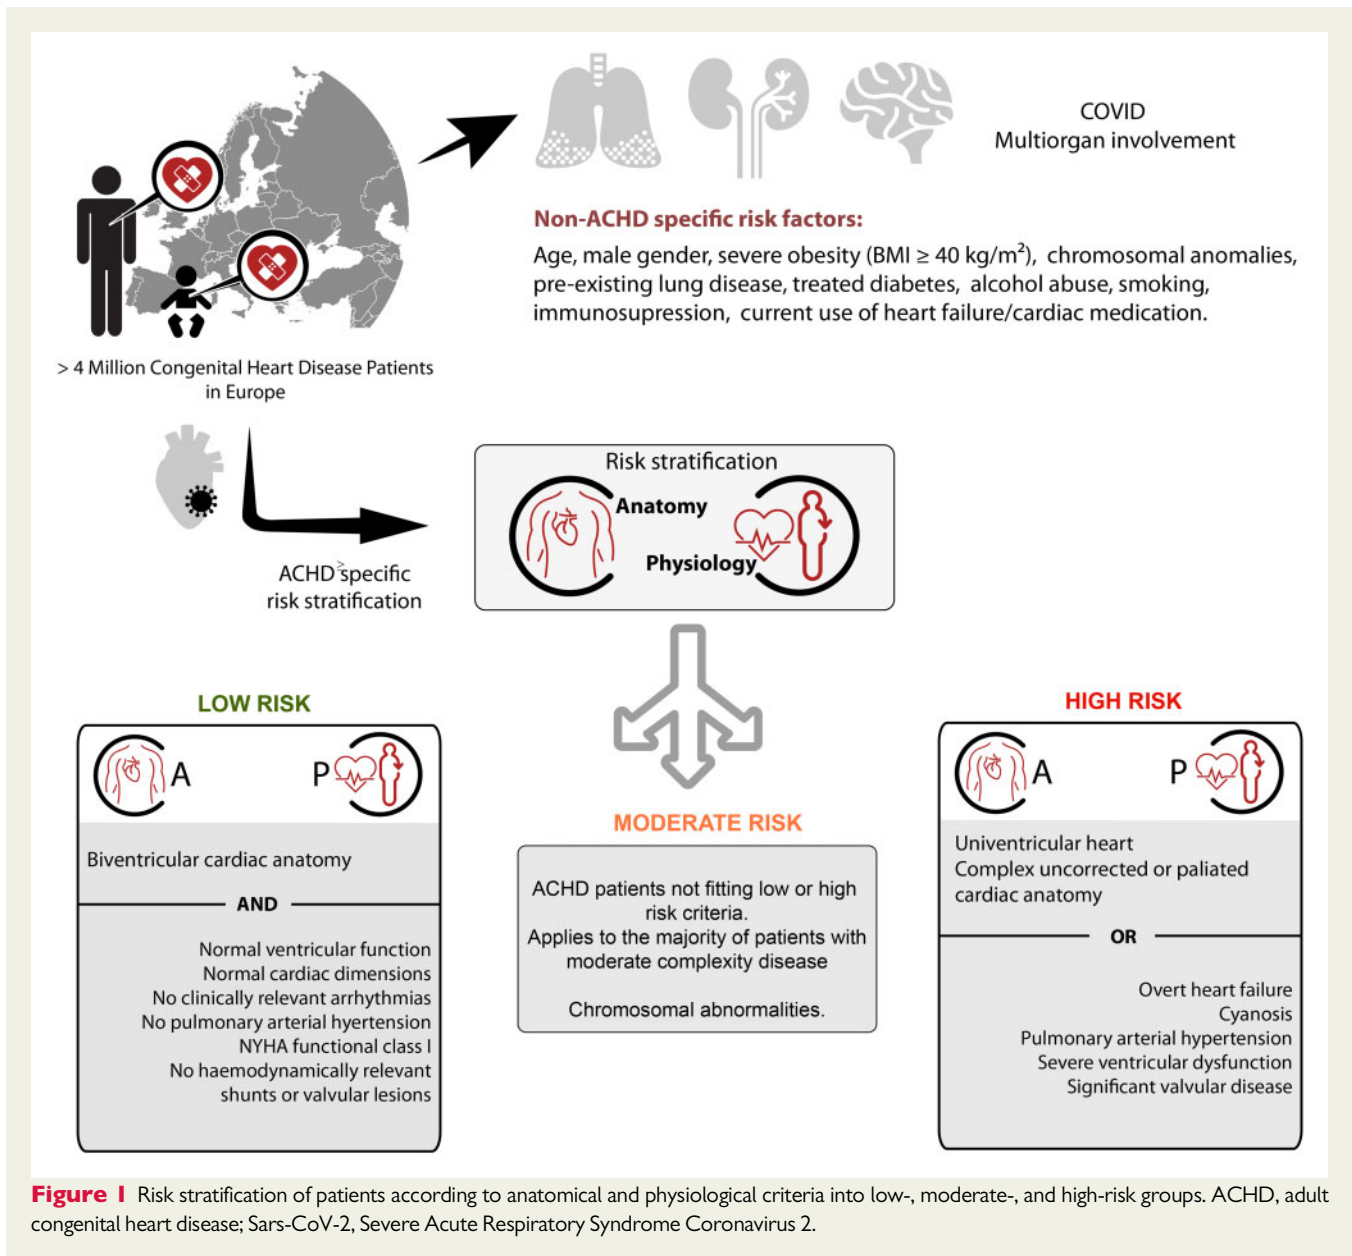 COVID
Multiorgan involvement
Non-ACHD specific risk factors:
Age, male gender, severe obesity (BMI ≥ 40 kg/m²), chromosomal anomalies,
pre-existing lung disease, treated diabetes, alcohol abuse, smoking,
immunosupression, current use of heart failure/cardiac medication.
> 4 Million Congenital Heart Disease Patients
in Europe
Risk stratification
Anatomy
Physiology
≥
ACHD specific
risk stratification
LOW RISK
A
P
Biventricular cardiac anatomy
AND
Normal ventricular function
Normal cardiac dimensions
No clinically relevant arrhythmias
No pulmonary arterial hyertension
NYHA functional class I
No haemodynamically relevant
shunts or valvular lesions
MODERATE RISK
ACHD patients not fitting low or high
risk criteria.
Applies to the majority of patients with
moderate complexity disease
Chromosomal abnormalities.
HIGH RISK
A
P
Univentricular heart
Complex uncorrected or paliated
cardiac anatomy
OR
Overt heart failure
Cyanosis
Pulmonary arterial hypertension
Severe ventricular dysfunction
Significant valvular disease
Figure 1 Risk stratification of patients according to anatomical and physiological criteria into low-, moderate-, and high-risk groups. ACHD, adult
congenital heart disease; Sars-CoV-2, Severe Acute Respiratory Syndrome Coronavirus 2.